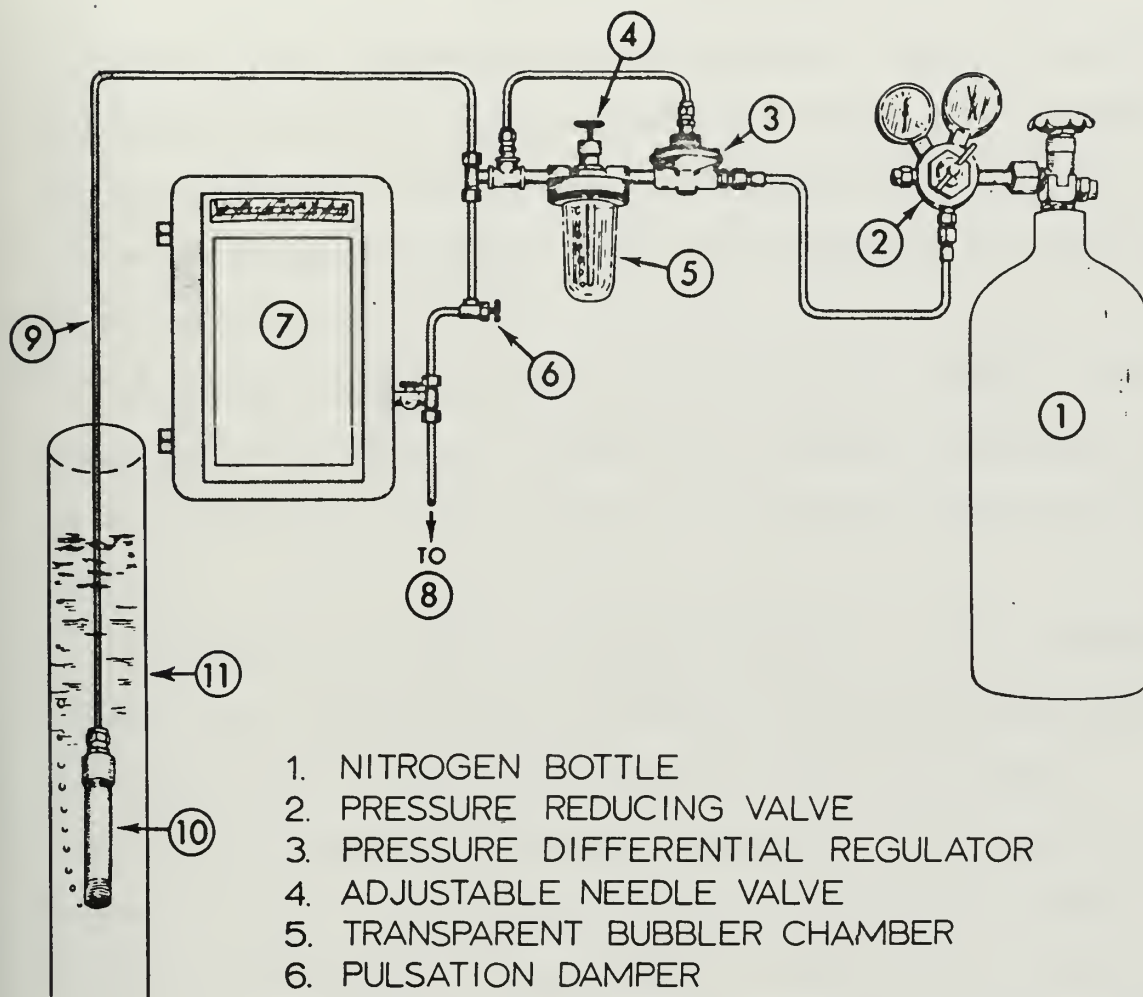 4
3
2
5
7
9
6
1
TO
8
11
10
1. NITROGEN BOTTLE
2. PRESSURE REDUCING VALVE
3. PRESSURE DIFFERENTIAL REGULATOR
4. ADJUSTABLE NEEDLE VALVE
5. TRANSPARENT BUBBLER CHAMBER
6. PULSATION DAMPER